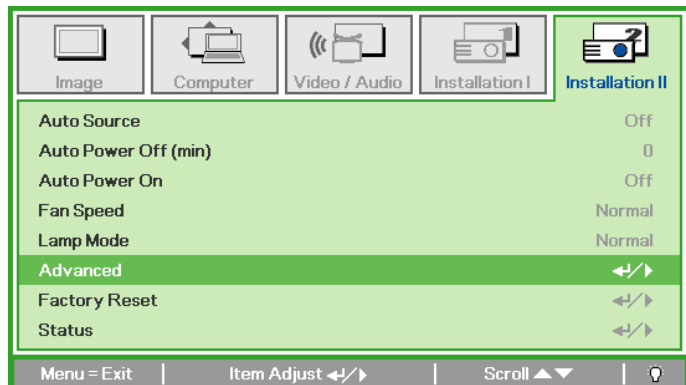 Image Computer Video / Audio Installation I Installation II
Auto Source Off
Auto Power Off (min) 0
Auto Power On Off
Fan Speed Normal
Lamp Mode Normal
Advanced
Factory Reset
Status
Menu = Exit Item Adjust Scroll